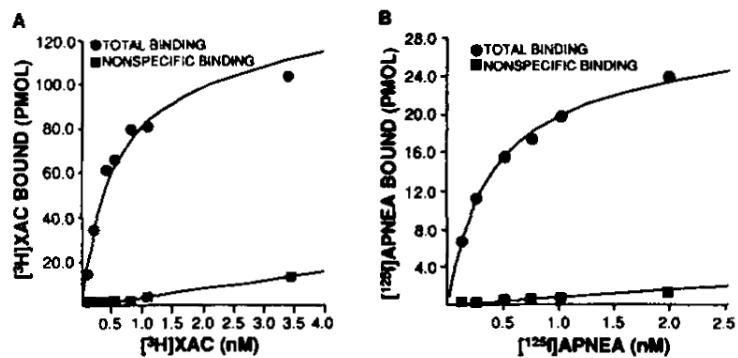 A
120.0
● TOTAL BINDING
■ NONSPECIFIC BINDING
100.0
80.0
60.0
40.0
20.0
[³H]XAC BOUND (PMOL)
0.5 1.0 1.5 2.0 2.5 3.0 3.5 4.0
[³H]XAC (nM)
B
28.0
● TOTAL BINDING
■ NONSPECIFIC BINDING
24.0
20.0
16.0
12.0
8.0
4.0
[¹²⁵I]APNEA BOUND (PMOL)
0.5 1.0 1.5 2.0 2.5
[¹²⁵I]APNEA (nM)